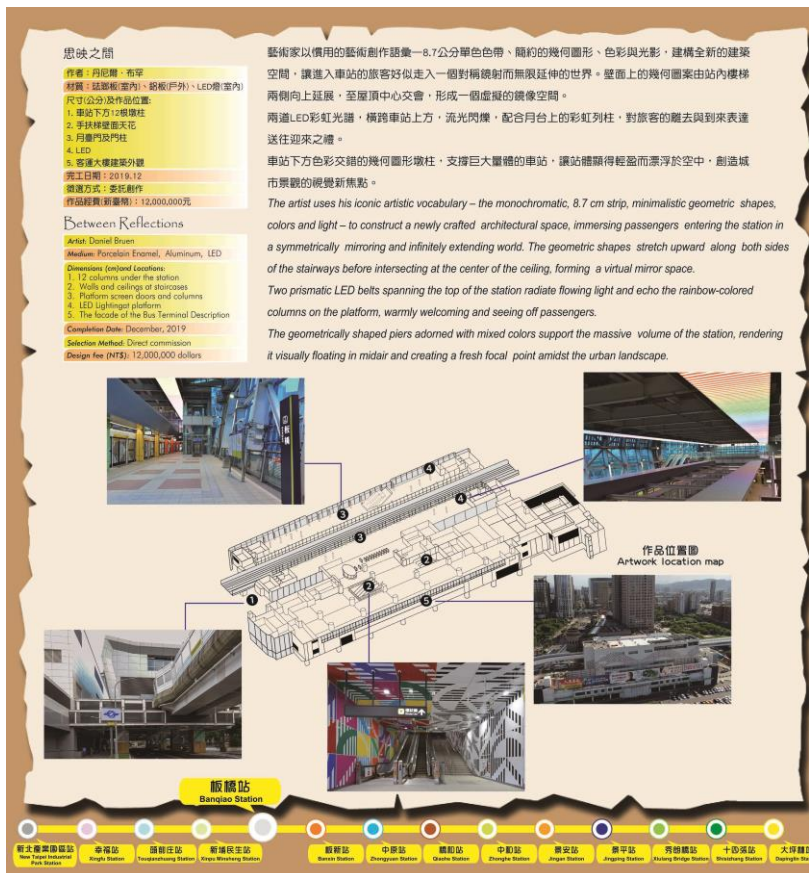 思映之間
作者：丹尼爾‧布罕
材質：琺瑯板(室內)、鋁板(戶外)、LED燈(室內)
尺寸(公分)及作品位置:
1. 車站下方12根墩柱
2. 手扶梯壁面天花
3. 月臺門及門柱
4. LED
5. 客運大樓建築外觀
完工日期：2019.12
徵選方式：委託創作
作品經費(新臺幣)：12,000,000元
Between Reflections
Artist: Daniel Bruen
Medium: Porcelain Enamel, Aluminum, LED
Dimensions (cm)and Locations:
1. 12 columns under the station
2. Walls and ceilings at staircases
3. Platform screen doors and columns
4. LED Lightingat platform
5. The facade of the Bus Terminal Description
Completion Date: December, 2019
Selection Method: Direct commission
Design fee (NT$): 12,000,000 dollars
藝術家以慣用的藝術創作語彙—8.7公分單色色帶、簡約的幾何圖形、色彩與光影，建構全新的建築
空間，讓進入車站的旅客好似走入一個對稱鏡射而無限延伸的世界。壁面上的幾何圖案由站內樓梯
兩側向上延展，至屋頂中心交會，形成一個虛擬的鏡像空間。
兩道LED彩虹光譜，橫跨車站上方，流光閃爍，配合月台上的彩虹列柱，對旅客的離去與到來表達
送往迎來之禮。
車站下方色彩交錯的幾何圖形墩柱，支撐巨大量體的車站，讓站體顯得輕盈而漂浮於空中，創造城
市景觀的視覺新焦點。
The artist uses his iconic artistic vocabulary – the monochromatic, 8.7 cm strip, minimalistic geometric shapes,
colors and light – to construct a newly crafted architectural space, immersing passengers entering the station in
a symmetrically mirroring and infinitely extending world. The geometric shapes stretch upward along both sides
of the stairways before intersecting at the center of the ceiling, forming a virtual mirror space.
Two prismatic LED belts spanning the top of the station radiate flowing light and echo the rainbow-colored
columns on the platform, warmly welcoming and seeing off passengers.
The geometrically shaped piers adorned with mixed colors support the massive volume of the station, rendering
it visually floating in midair and creating a fresh focal point amidst the urban landscape.
板橋
4
4
3
3
2
2
1
5
作品位置圖
Artwork location map
板橋站
Banqiao Station
新北產業園區站
New Taipei Industrial
Park Station
幸福站
Xingfu Station
頭前庄站
Touqianzhuang Station
新埔民生站
Xinpu Minsheng Station
板新站
Banxin Station
中原站
Zhongyuan Station
橋和站
Qiaohe Station
中和站
Zhonghe Station
景安站
Jingan Station
景平站
Jingping Station
秀朗橋站
Xiulang Bridge Station
十四張站
Shisizhang Station
大坪林站
Dapinglin Station